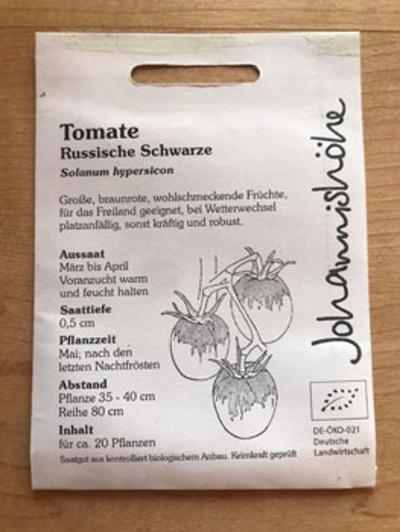 Tomate
Russische Schwarze
Solanum hypersicon
Große, braunrote, wohlschmeckende Früchte,
für das Freiland geeignet, bei Wetterwechsel
platzanfällig, sonst kräftig und robust.
Aussaat
März bis April
Voranzucht warm
und feucht halten
Saattiefe
0,5 cm
Pflanzzeit
Mai; nach den
letzten Nachtfrösten
Abstand
Pflanze 35 - 40 cm
Reihe 80 cm
Inhalt
für ca. 20 Pflanzen
Saatgut aus kontrolliert biologischem Anbau. Keimkraft geprüft
Johannishöhe
DE-ÖKO-021
Deutsche
Landwirtschaft